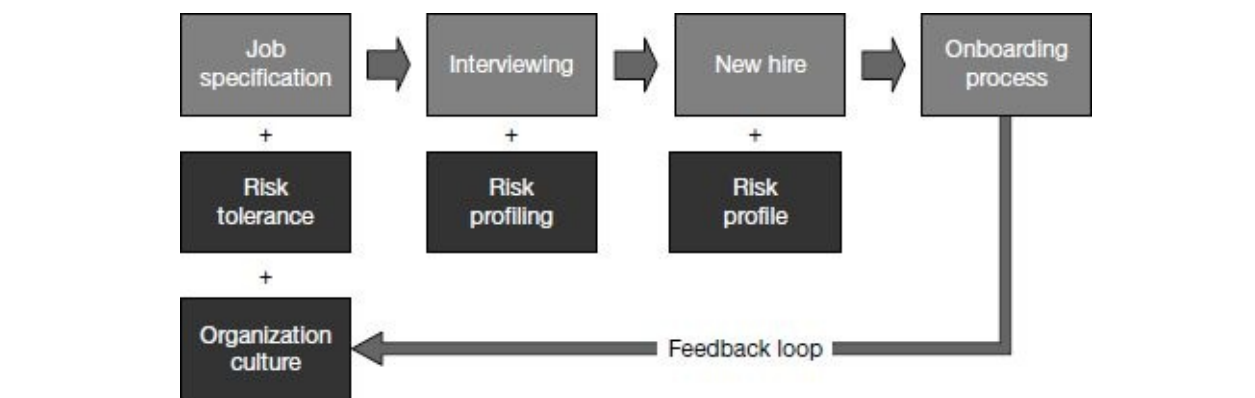 Job
specification
Interviewing
New hire
Onboarding
process
+
+
+
Risk
tolerance
Risk
profiling
Risk
profile
+
Organization
culture
Feedback loop